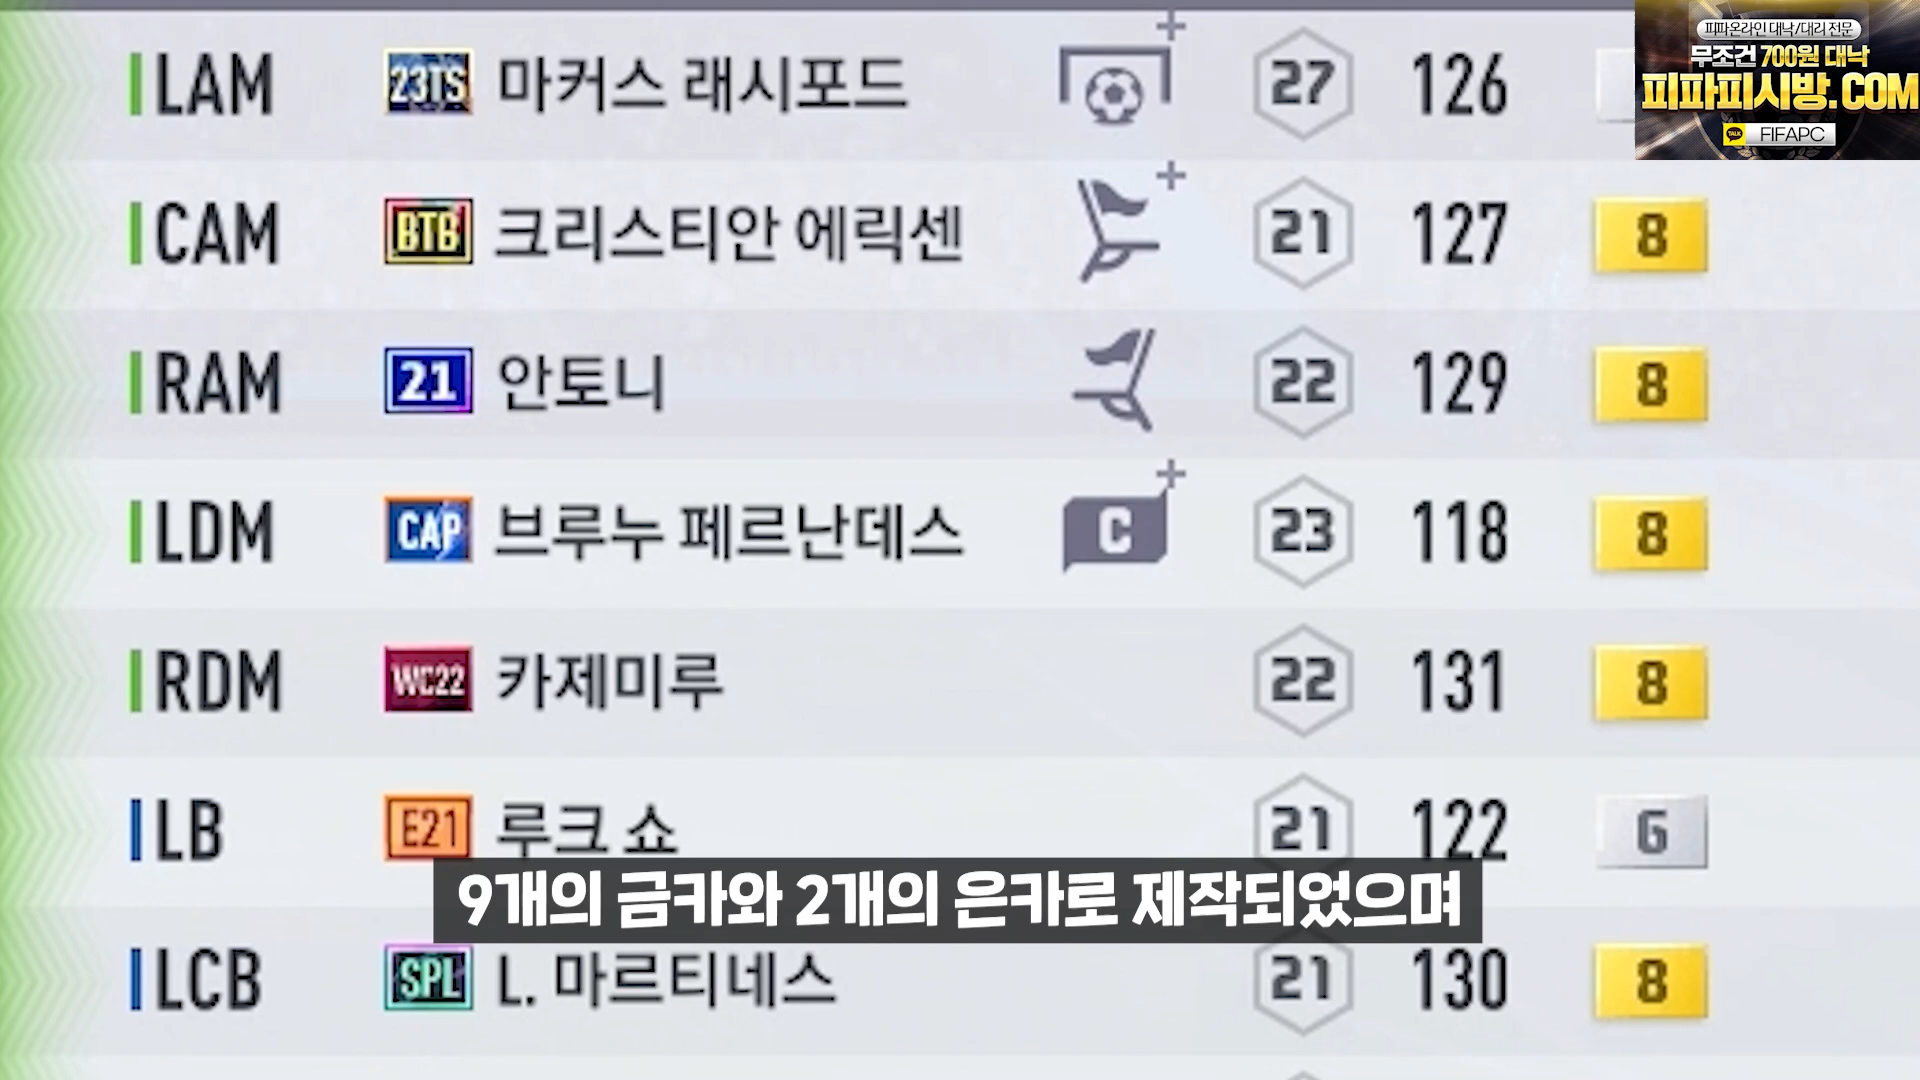 피파온라인 대낙/대리 전문
무조건 700원 대낙
피파피시방.COM
TALK FIFAPC
LAM 23TS 마커스 래시포드 27 126
CAM BTB 크리스티안 에릭센 21 127 8
RAM 21 안토니 22 129 8
LDM CAP 브루누 페르난데스 C 23 118 8
RDM WC22 카제미루 22 131 8
LB E21 루크 쇼 21 122 6
9개의 금카와 2개의 은카로 제작되었으며
LCB SPL L. 마르티네스 21 130 8